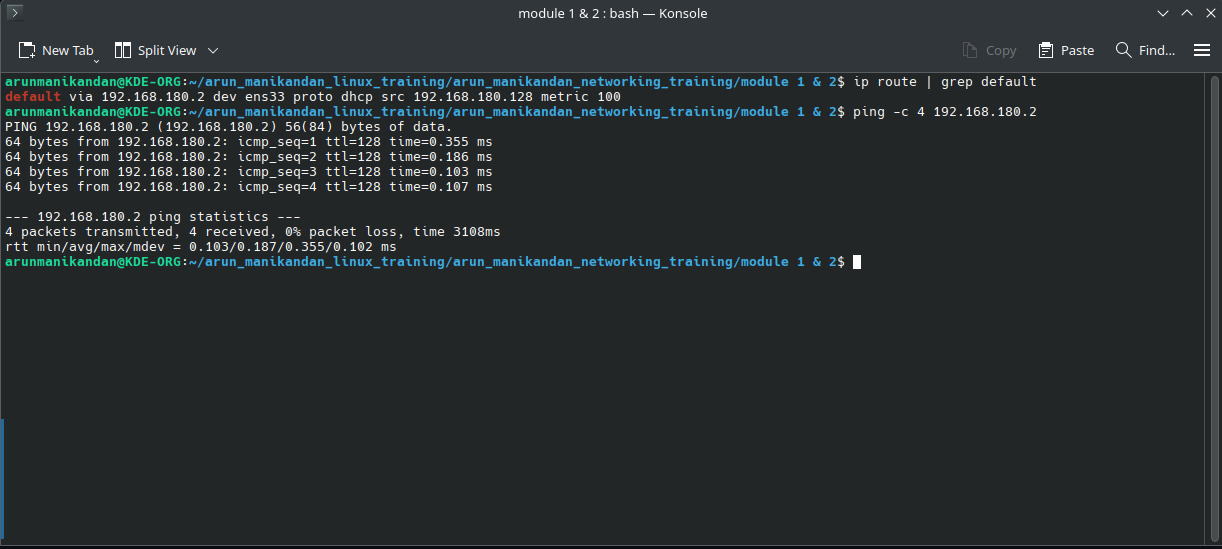 module 1 & 2 : bash — Konsole
New Tab Split View Copy Paste Find...
arunmanikandan@KDE-ORG:~/arun_manikandan_linux_training/arun_manikandan_networking_training/module 1 & 2$ ip route | grep default
default via 192.168.180.2 dev ens33 proto dhcp src 192.168.180.128 metric 100
arunmanikandan@KDE-ORG:~/arun_manikandan_linux_training/arun_manikandan_networking_training/module 1 & 2$ ping -c 4 192.168.180.2
PING 192.168.180.2 (192.168.180.2) 56(84) bytes of data.
64 bytes from 192.168.180.2: icmp_seq=1 ttl=128 time=0.355 ms
64 bytes from 192.168.180.2: icmp_seq=2 ttl=128 time=0.186 ms
64 bytes from 192.168.180.2: icmp_seq=3 ttl=128 time=0.103 ms
64 bytes from 192.168.180.2: icmp_seq=4 ttl=128 time=0.107 ms
--- 192.168.180.2 ping statistics ---
4 packets transmitted, 4 received, 0% packet loss, time 3108ms
rtt min/avg/max/mdev = 0.103/0.187/0.355/0.102 ms
arunmanikandan@KDE-ORG:~/arun_manikandan_linux_training/arun_manikandan_networking_training/module 1 & 2$